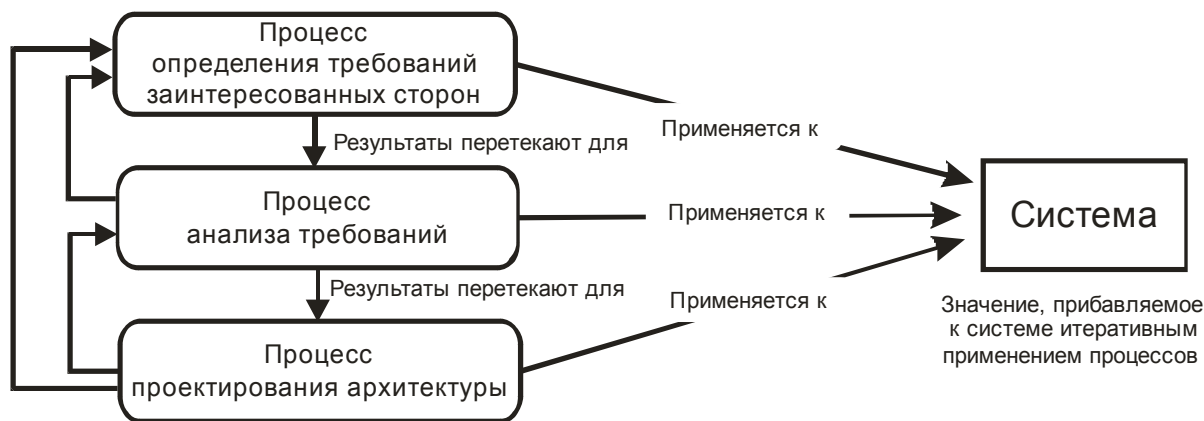 Процесс
определения требований
заинтересованных сторон
Результаты перетекают для
Применяется к
Процесс
анализа требований
Применяется к
Система
Результаты перетекают для
Применяется к
Значение, прибавляемое
к системе итеративным
применением процессов
Процесс
проектирования архитектуры